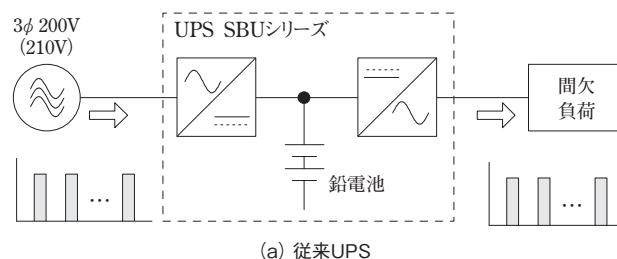 3φ 200V
(210V)
UPS SBUシリーズ
間欠
負荷
鉛電池
…
…
(a) 従来UPS